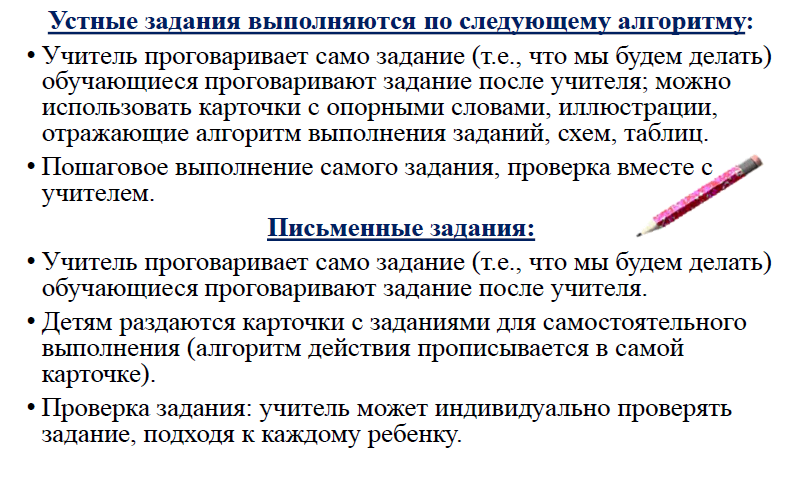 Устные задания выполняются по следующему алгоритму:
• Учитель проговаривает само задание (т.е., что мы будем делать)
обучающиеся проговаривают задание после учителя; можно
использовать карточки с опорными словами, иллюстрации,
отражающие алгоритм выполнения заданий, схем, таблиц.
• Пошаговое выполнение самого задания, проверка вместе с
учителем.
Письменные задания:
• Учитель проговаривает само задание (т.е., что мы будем делать)
обучающиеся проговаривают задание после учителя.
• Детям раздаются карточки с заданиями для самостоятельного
выполнения (алгоритм действия прописывается в самой
карточке).
• Проверка задания: учитель может индивидуально проверять
задание, подходя к каждому ребенку.